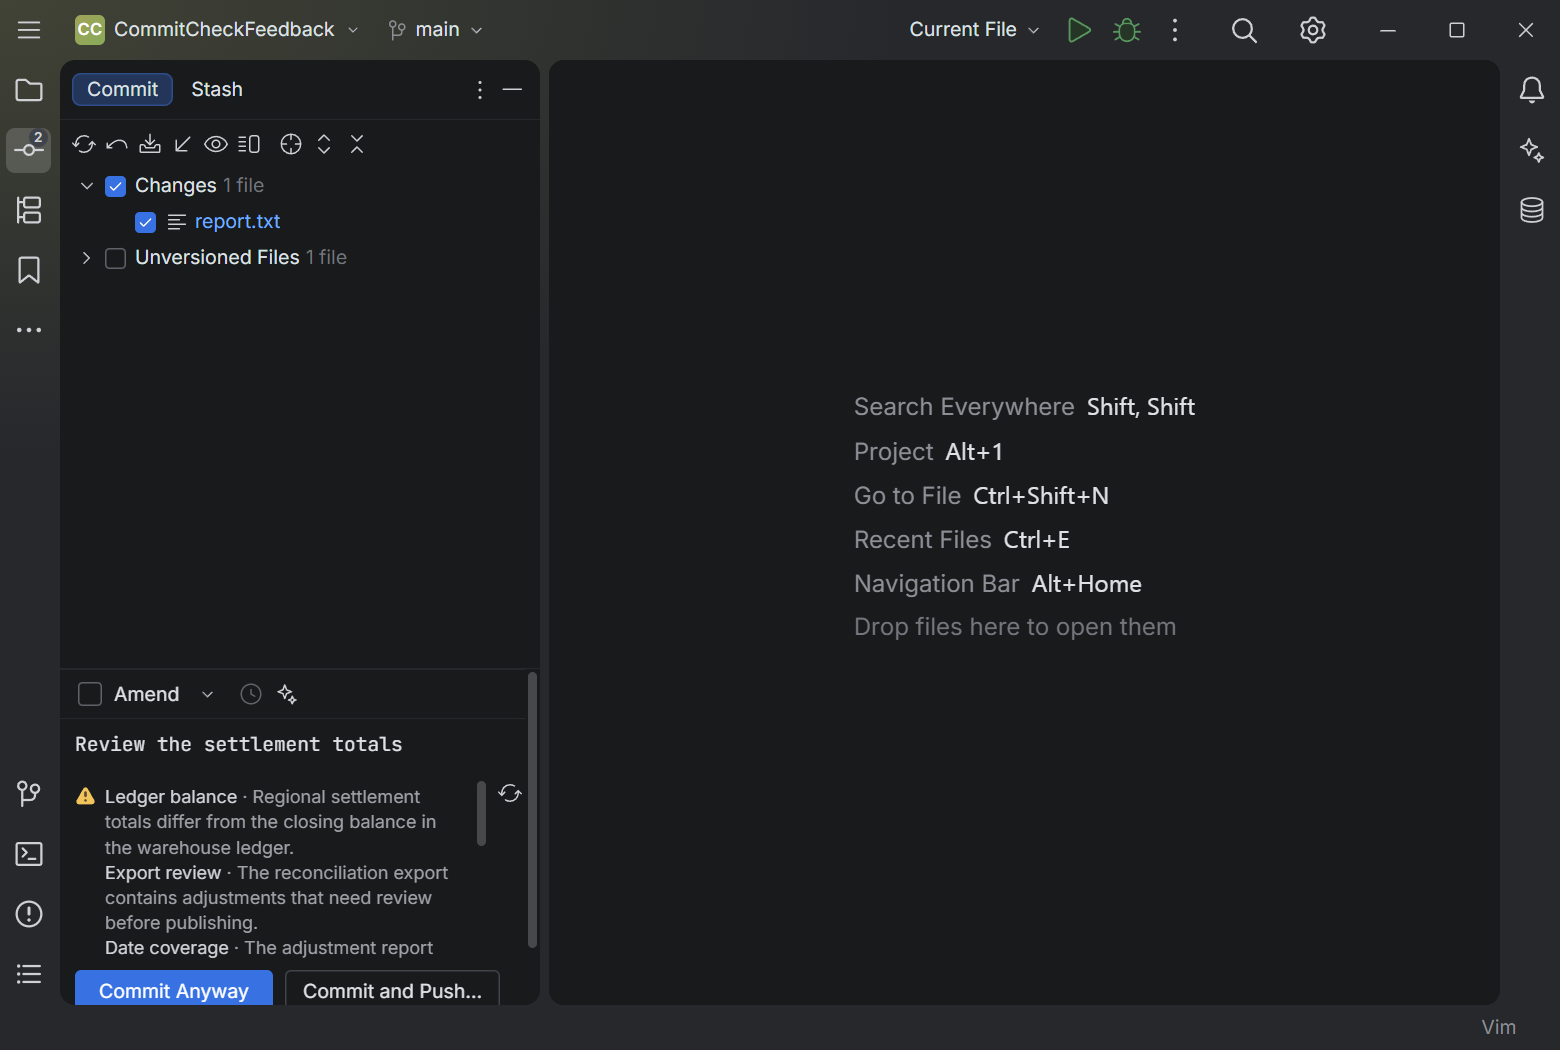 CC CommitCheckFeedback main Current File
Commit Stash
2
Changes 1 file
report.txt
Unversioned Files 1 file
Search Everywhere Shift, Shift
Project Alt+1
Go to File Ctrl+Shift+N
Recent Files Ctrl+E
Navigation Bar Alt+Home
Drop files here to open them
Amend
Review the settlement totals
Ledger balance · Regional settlement
totals differ from the closing balance in
the warehouse ledger.
Export review · The reconciliation export
contains adjustments that need review
before publishing.
Date coverage · The adjustment report
Commit Anyway Commit and Push...
Vim